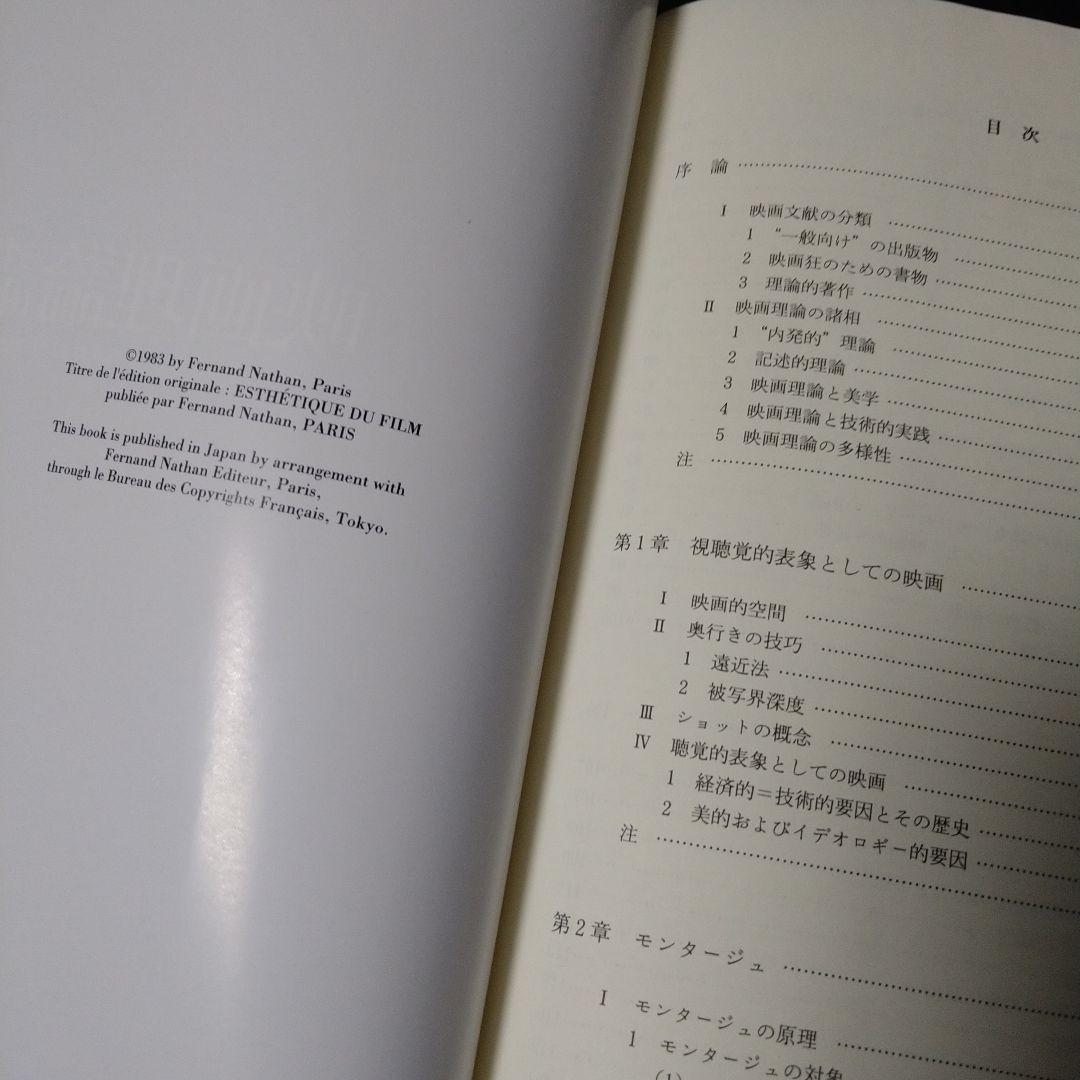 ©1983 by Fernand Nathan, Paris
Titre de l'édition originale : ESTHÉTIQUE DU FILM
publiée par Fernand Nathan, PARIS
This book is published in Japan by arrangement with
Fernand Nathan Editeur, Paris,
through le Bureau des Copyrights Français, Tokyo.
目 次
序 論
I 映画文献の分類
1 “一般向け”の出版物
2 映画狂のための書物
3 理論的著作
II 映画理論の諸相
1 “内発的”理論
2 記述的理論
3 映画理論と美学
4 映画理論と技術的実践
5 映画理論の多様性
注
第1章 視聴覚的表象としての映画
I 映画的空間
II 奥行きの技巧
1 遠近法
2 被写界深度
III ショットの概念
IV 聴覚的表象としての映画
1 経済的＝技術的要因とその歴史
2 美的およびイデオロギー的要因
注
第2章 モンタージュ
I モンタージュの原理
1 モンタージュの対象
(1)